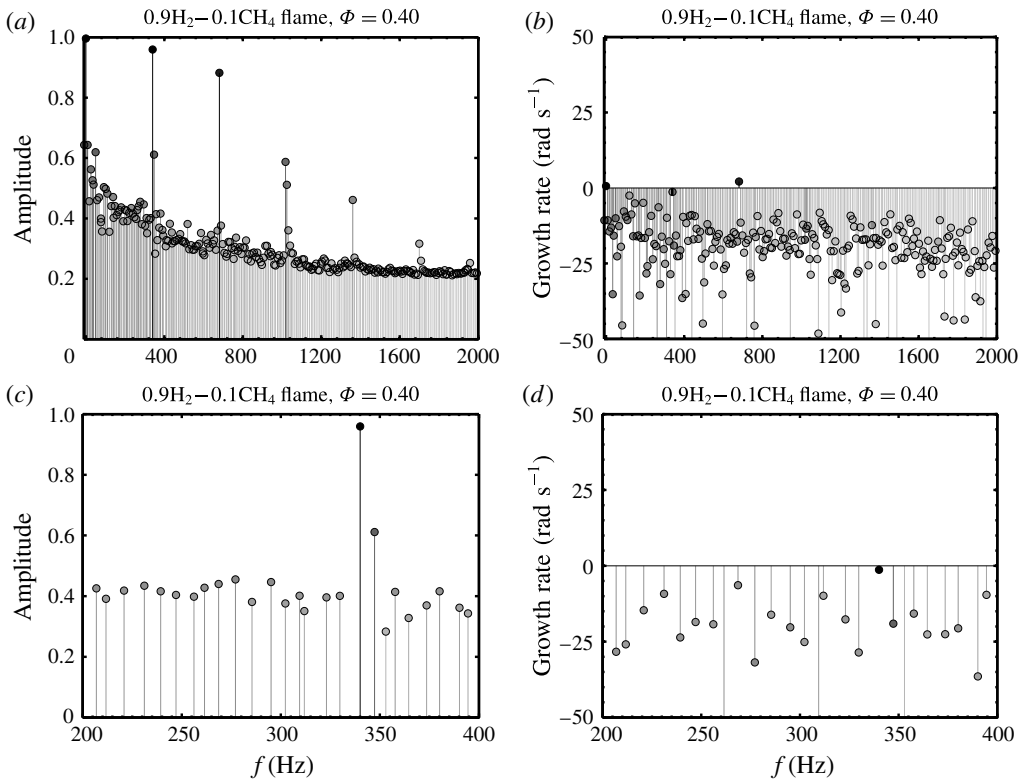 (a) 0.9H₂−0.1CH₄ flame, Φ = 0.40
1.0
0.8
0.6
0.4
0.2
0
Amplitude
400 800 1200 1600 2000
(b) 0.9H₂−0.1CH₄ flame, Φ = 0.40
50
25
0
−25
−50
Growth rate (rad s⁻¹)
0 400 800 1200 1600 2000
(c) 0.9H₂−0.1CH₄ flame, Φ = 0.40
1.0
0.8
0.6
0.4
0.2
0
Amplitude
200 250 300 350 400
f (Hz)
(d) 0.9H₂−0.1CH₄ flame, Φ = 0.40
50
25
0
−25
−50
Growth rate (rad s⁻¹)
200 250 300 350 400
f (Hz)